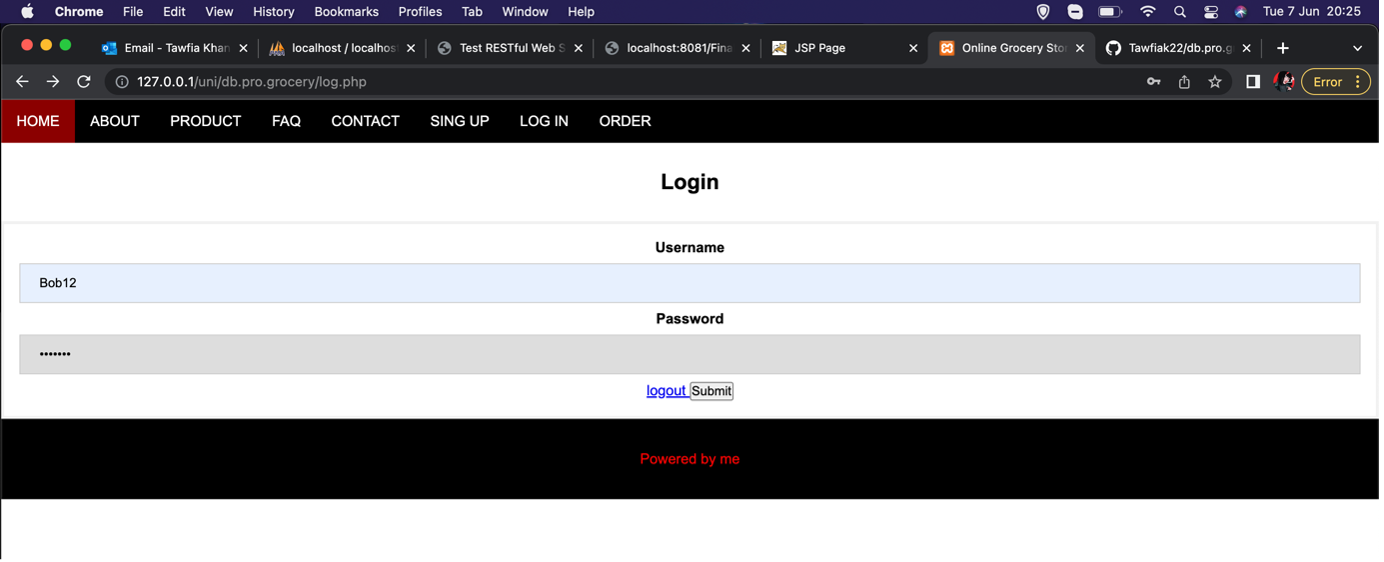 Chrome File Edit View History Bookmarks Profiles Tab Window Help Tue 7 Jun 20:25
Email - Tawfia Khan localhost / localhos Test RESTful Web S localhost:8081/Fina JSP Page Online Grocery Sto Tawfiak22/db.pro.g
127.0.0.1/uni/db.pro.grocery/log.php Error
HOME ABOUT PRODUCT FAQ CONTACT SING UP LOG IN ORDER
Login
Username
Bob12
Password
•••••••
logout Submit
Powered by me